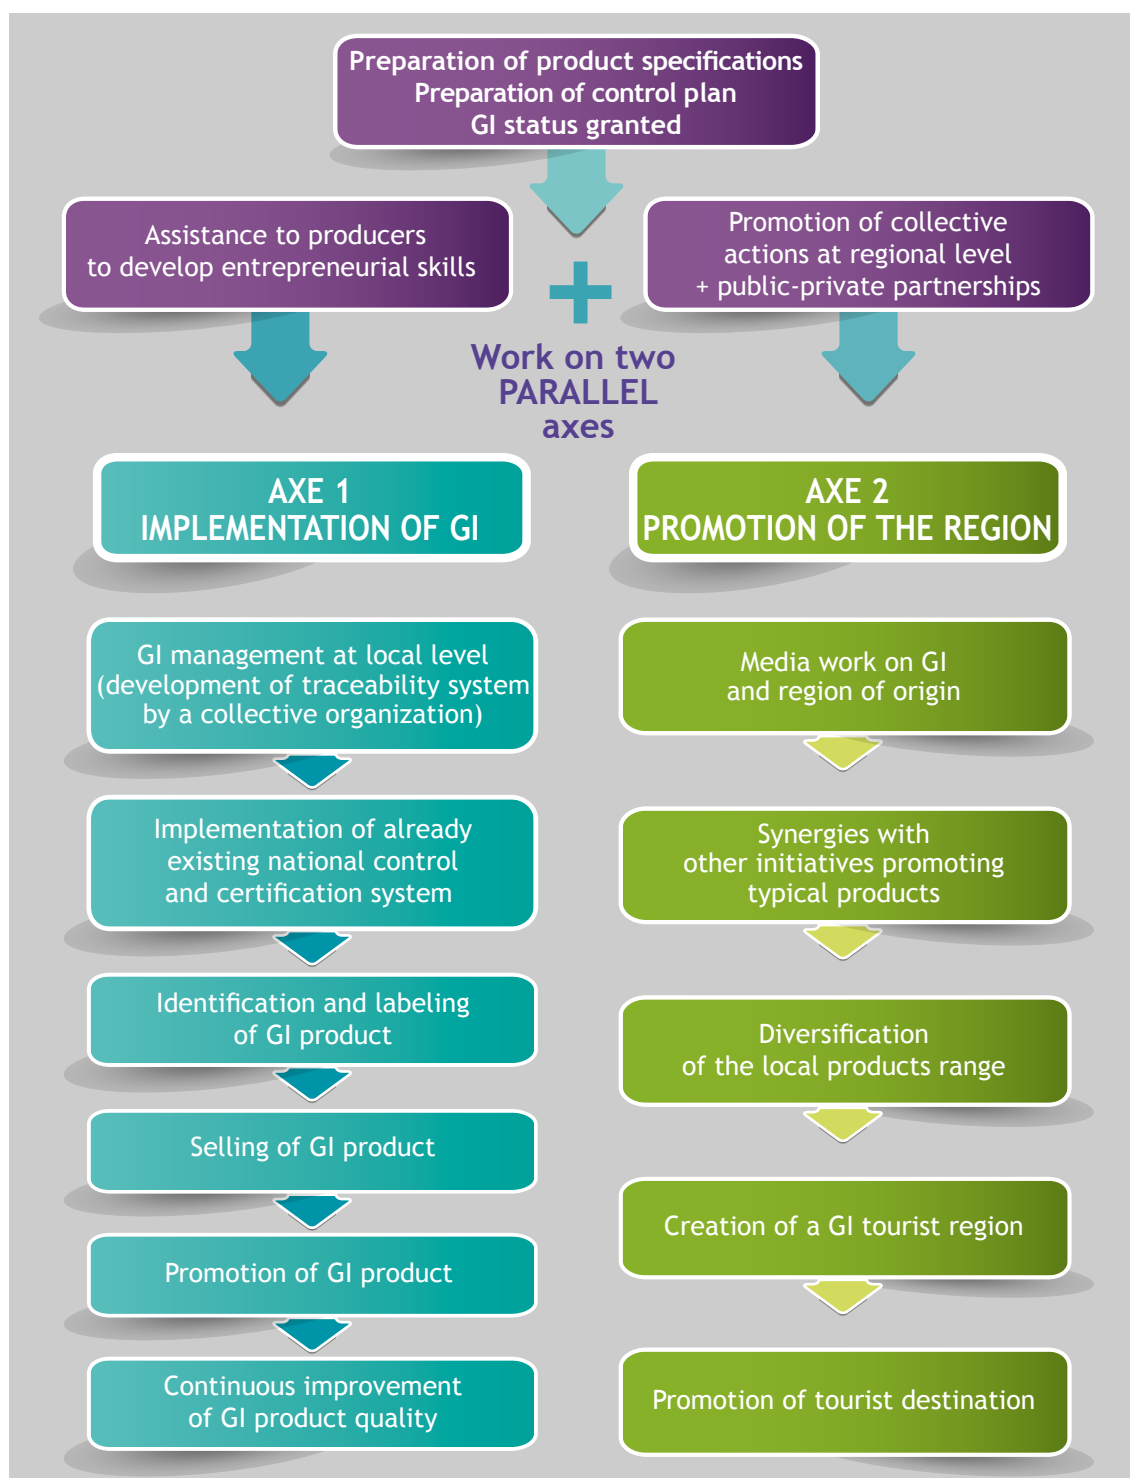 Preparation of product specifications
Preparation of control plan
GI status granted
Assistance to producers
to develop entrepreneurial skills
Promotion of collective
actions at regional level
+ public-private partnerships
+
Work on two
PARALLEL
axes
AXE 1
IMPLEMENTATION OF GI
GI management at local level
(development of traceability system
by a collective organization)
Implementation of already
existing national control
and certification system
Identification and labeling
of GI product
Selling of GI product
Promotion of GI product
Continuous improvement
of GI product quality
AXE 2
PROMOTION OF THE REGION
Media work on GI
and region of origin
Synergies with
other initiatives promoting
typical products
Diversification
of the local products range
Creation of a GI tourist region
Promotion of tourist destination